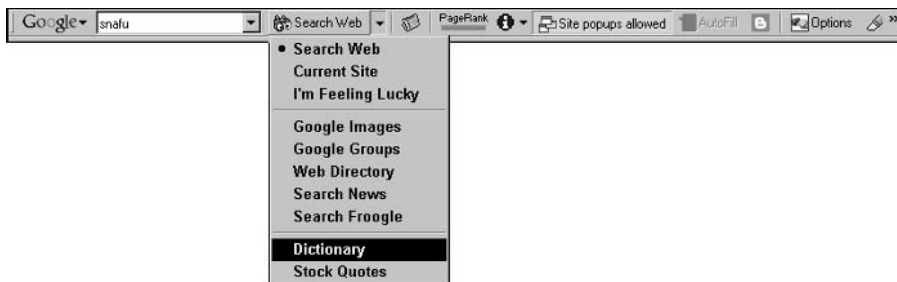 Google snafu Search Web PageRank Site popups allowed AutoFill Options »
Search Web
Current Site
I'm Feeling Lucky
Google Images
Google Groups
Web Directory
Search News
Search Froogle
Dictionary
Stock Quotes